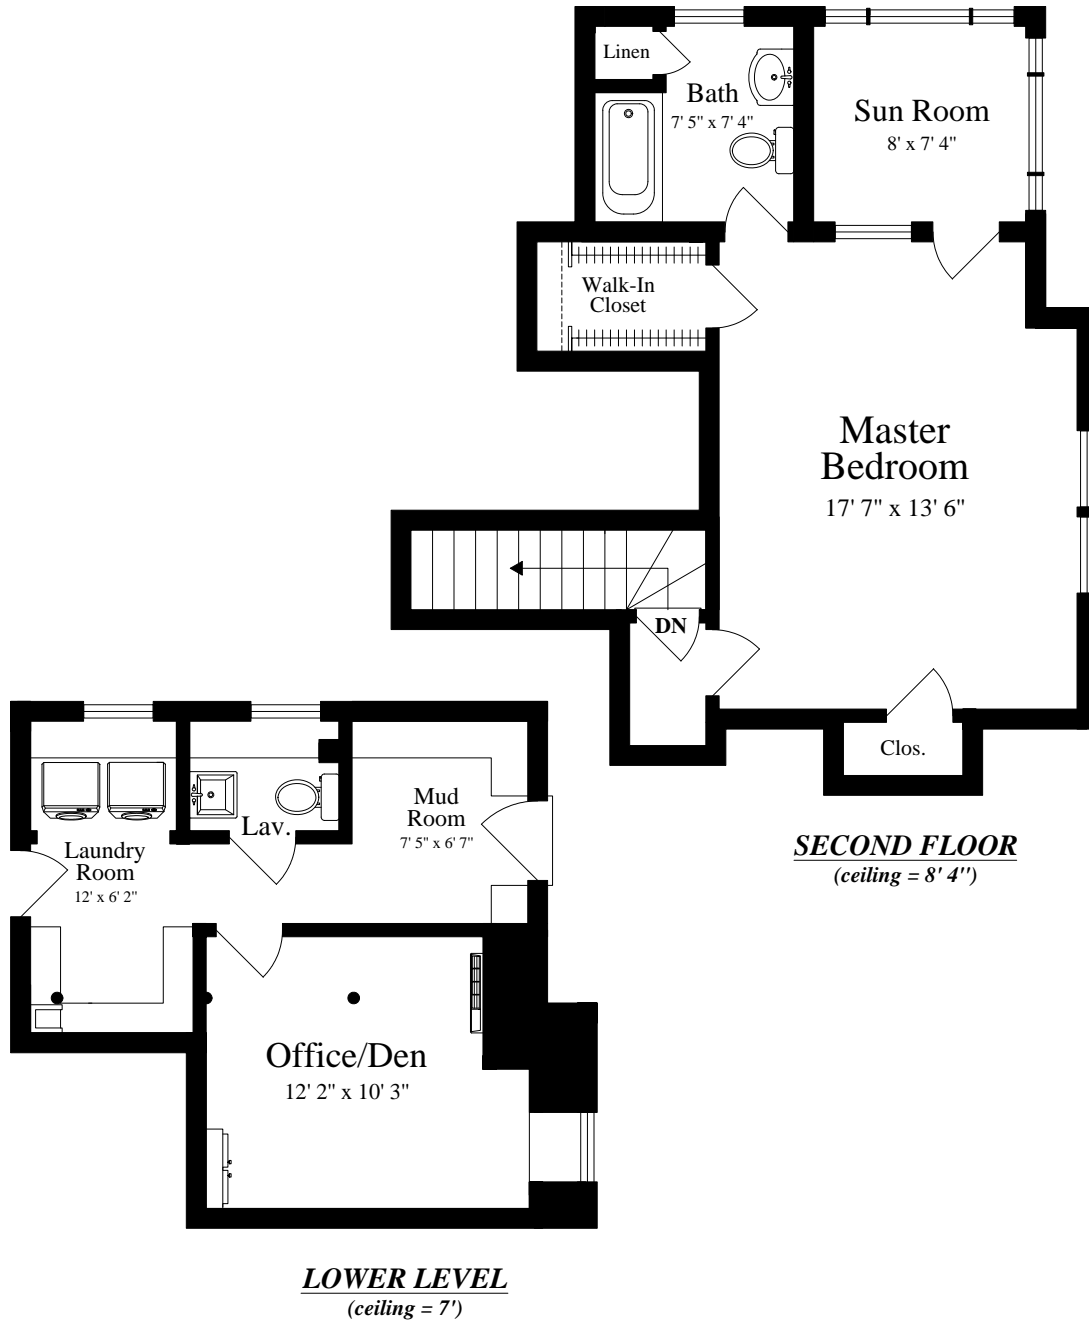 Linen
Bath
7' 5" x 7' 4"
Sun Room
8' x 7' 4"
Walk-In
Closet
Master
Bedroom
17' 7" x 13' 6"
DN
Clos.
SECOND FLOOR
(ceiling = 8' 4")
Laundry
Room
12' x 6' 2"
Lav.
Mud
Room
7' 5" x 6' 7"
Office/Den
12' 2" x 10' 3"
LOWER LEVEL
(ceiling = 7')